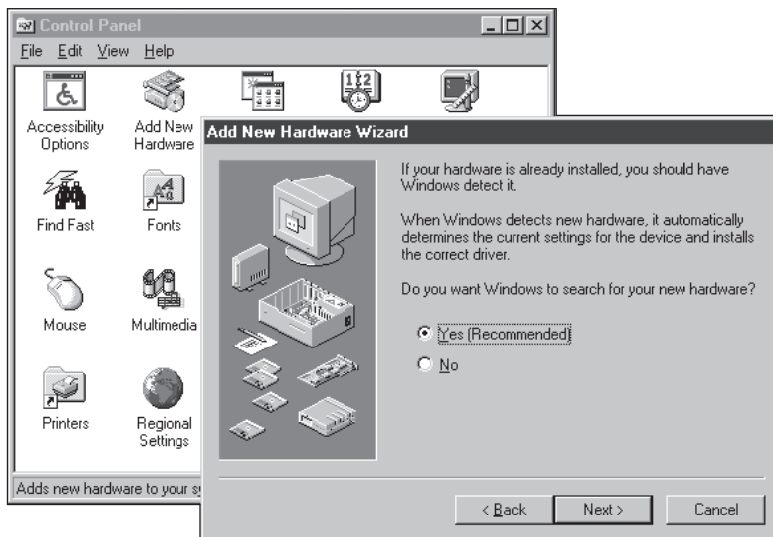 Control Panel
File Edit View Help
Accessibility
Options
Add New
Hardware
Find Fast
Fonts
Mouse
Multimedia
Printers
Regional
Settings
Adds new hardware to your
Add New Hardware Wizard
If your hardware is already installed, you should have
Windows detect it.
When Windows detects new hardware, it automatically
determines the current settings for the device and installs
the correct driver.
Do you want Windows to search for your new hardware?
Yes (Recommended)
No
< Back Next > Cancel